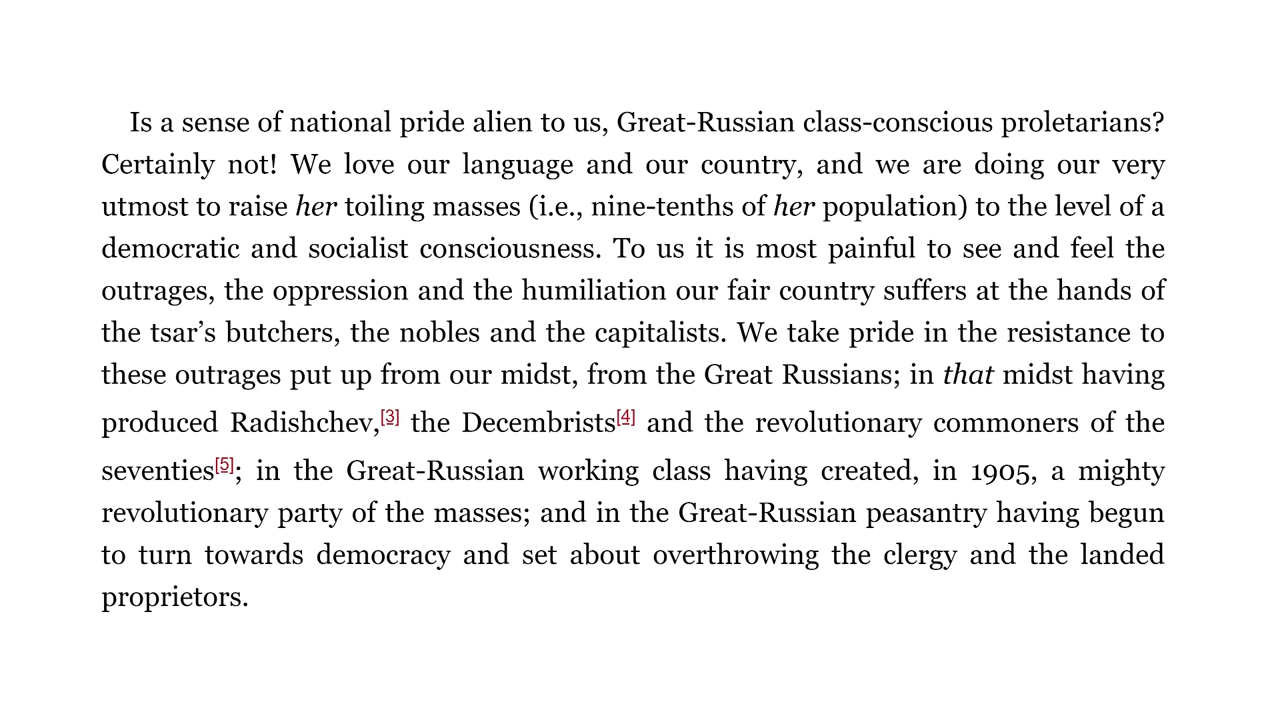 Is a sense of national pride alien to us, Great-Russian class-conscious proletarians?
Certainly not! We love our language and our country, and we are doing our very
utmost to raise her toiling masses (i.e., nine-tenths of her population) to the level of a
democratic and socialist consciousness. To us it is most painful to see and feel the
outrages, the oppression and the humiliation our fair country suffers at the hands of
the tsar’s butchers, the nobles and the capitalists. We take pride in the resistance to
these outrages put up from our midst, from the Great Russians; in that midst having
produced Radishchev,[3] the Decembrists[4] and the revolutionary commoners of the
seventies[5]; in the Great-Russian working class having created, in 1905, a mighty
revolutionary party of the masses; and in the Great-Russian peasantry having begun
to turn towards democracy and set about overthrowing the clergy and the landed
proprietors.